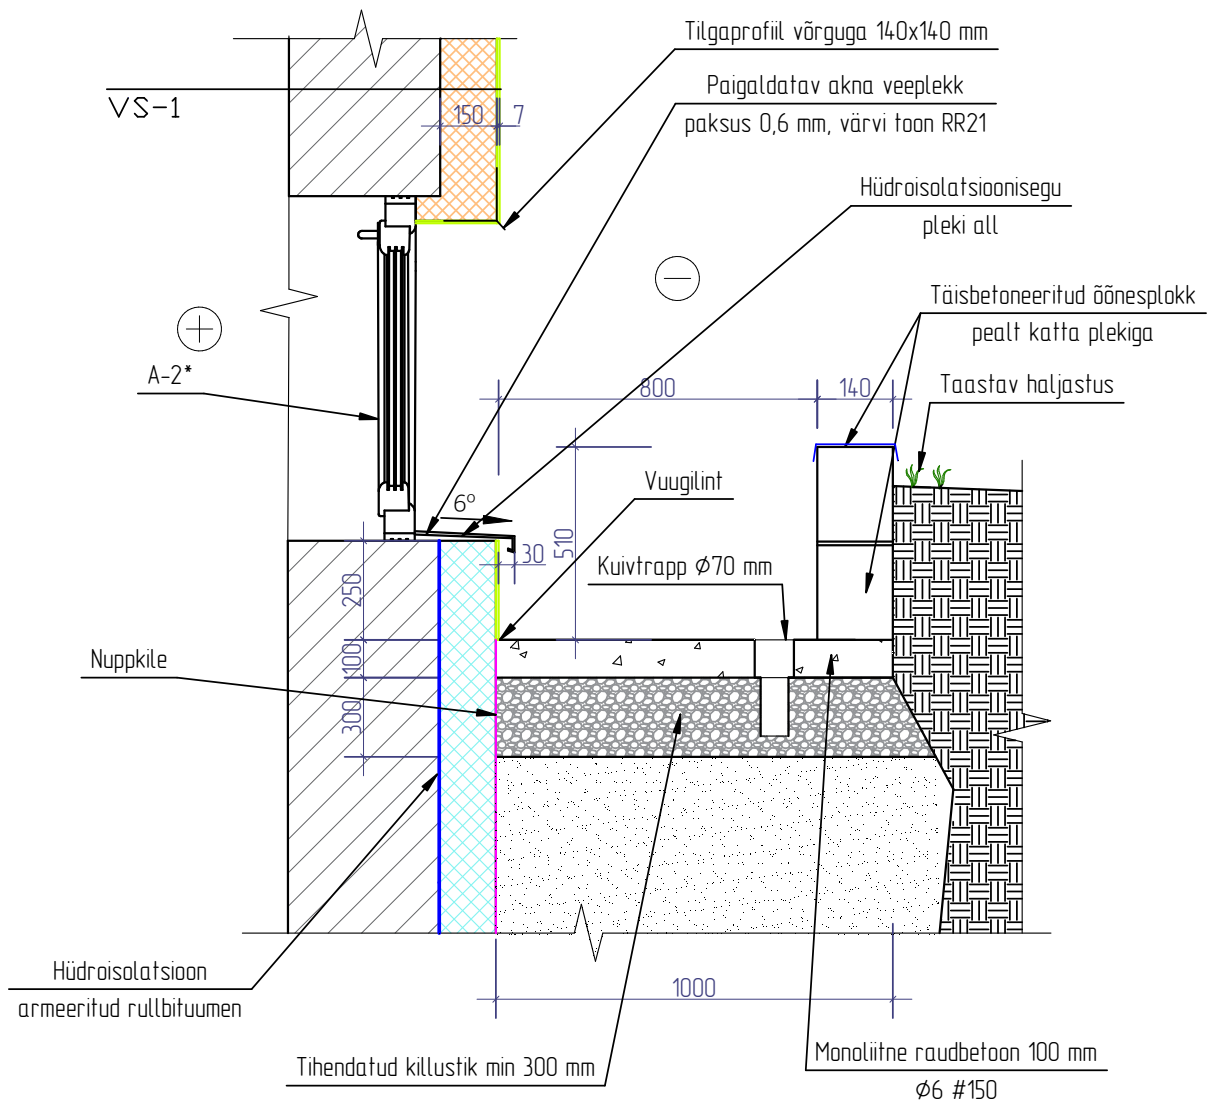 Tilgaprofiil võrguga 140x140 mm
Paigaldatav akna veeplekk
paksus 0,6 mm, värvi toon RR21
VS-1
150
7
Hüdroisolatsioonisegu
pleki all
Täisbetoneeritud õõnesplokk
pealt katta plekiga
A-2*
800
140
Taastav haljastus
Vuugilint
6°
510
30
Kuivtrapp Ø70 mm
250
Nuppkile
100
300
Hüdroisolatsioon
armeeritud rullbituumen
1000
Tihendatud killustik min 300 mm
Monoliitne raudbetoon 100 mm
Ø6 #150